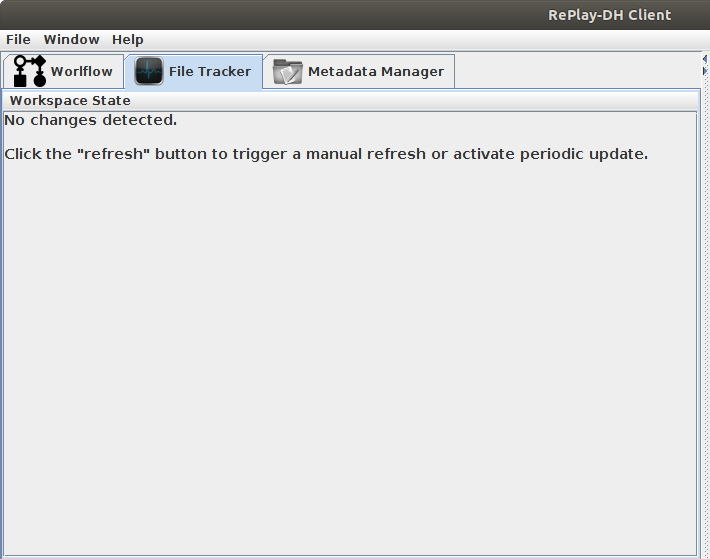 RePlay-DH Client
File Window Help
Worlflow File Tracker Metadata Manager
Workspace State
No changes detected.
Click the "refresh" button to trigger a manual refresh or activate periodic update.